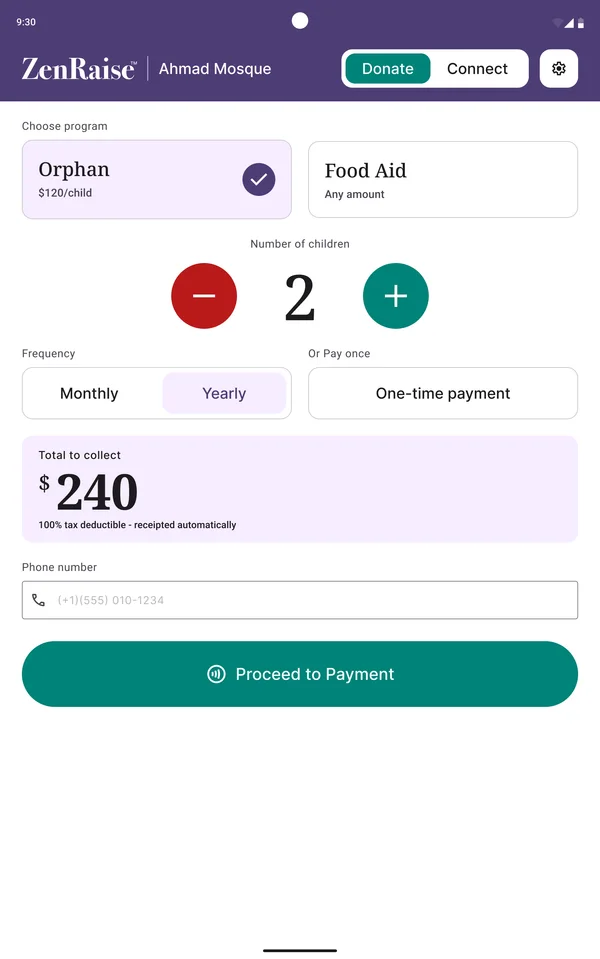 9:30
ZenRaise™ Ahmad Mosque
Donate Connect
Choose program
Orphan
$120/child
Food Aid
Any amount
Number of children
2
Frequency
Monthly Yearly
Or Pay once
One-time payment
Total to collect
$ 240
100% tax deductible - receipted automatically
Phone number
(+1)(555) 010-1234
Proceed to Payment